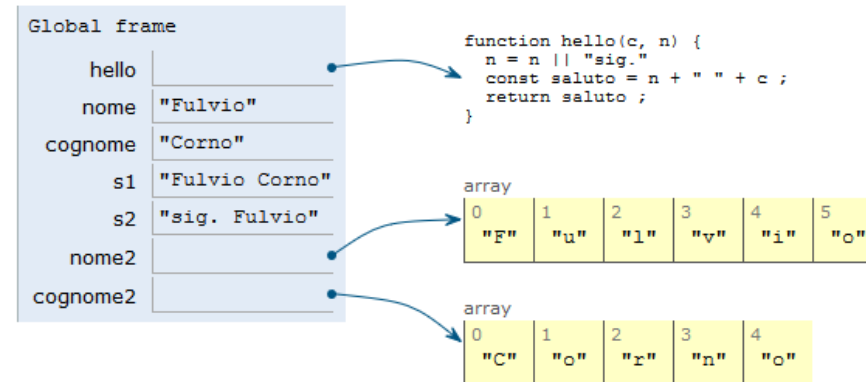 Global frame
hello
nome "Fulvio"
cognome "Corno"
s1 "Fulvio Corno"
s2 "sig. Fulvio"
nome2
cognome2
function hello(c, n) {
n = n || "sig."
const saluto = n + " " + c ;
return saluto ;
}
array
0 1 2 3 4 5
"F" "u" "l" "v" "i" "o"
array
0 1 2 3 4
"C" "o" "r" "n" "o"